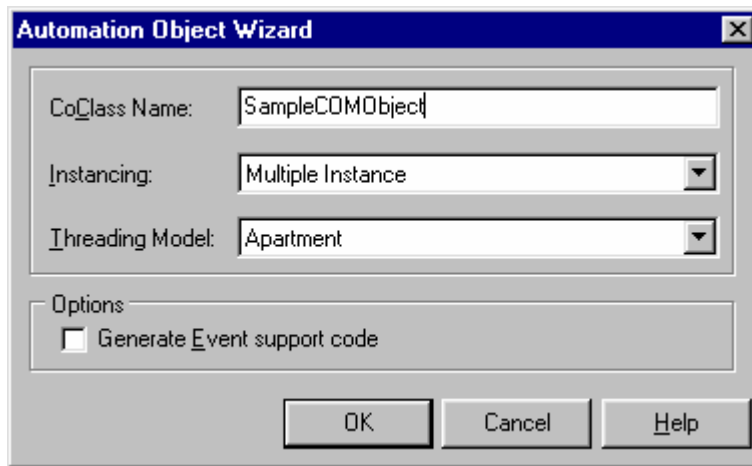 Automation Object Wizard
CoClass Name: SampleCOMObject
Instancing: Multiple Instance
Threading Model: Apartment
Options
Generate Event support code
OK Cancel Help